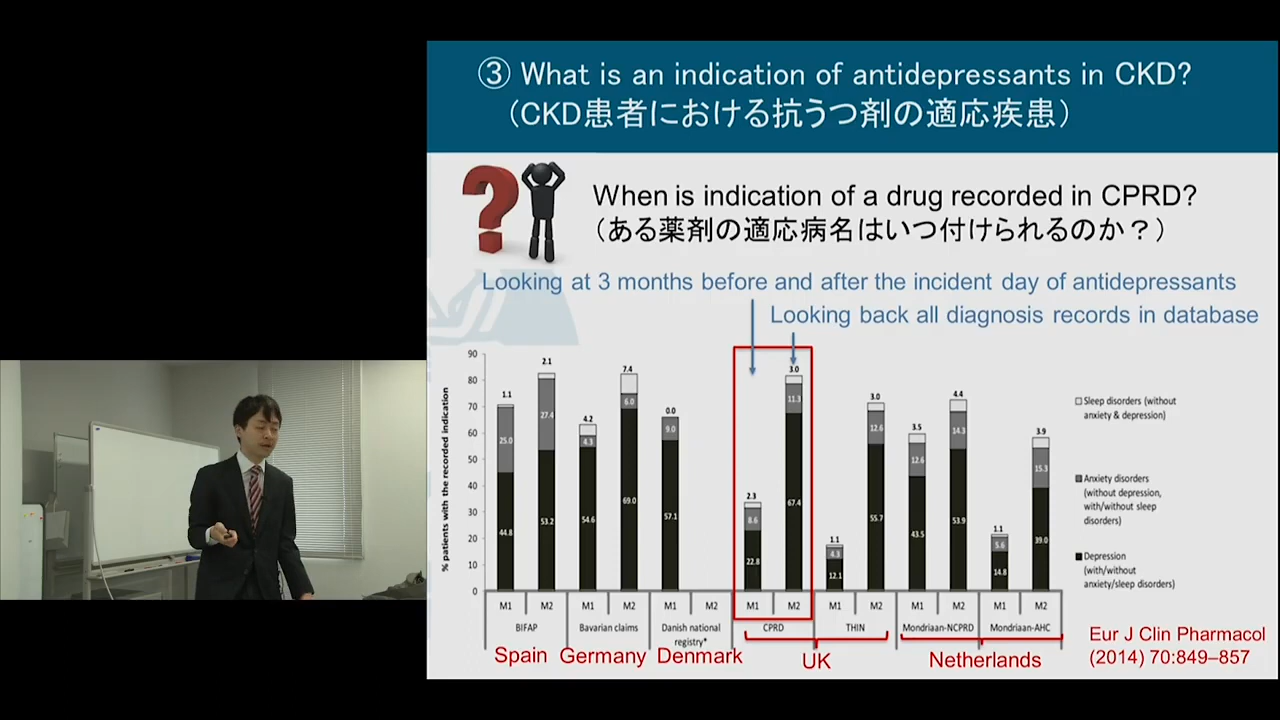 ③ What is an indication of antidepressants in CKD?
（CKD患者における抗うつ剤の適応疾患）
When is indication of a drug recorded in CPRD?
（ある薬剤の適応病名はいつ付けられるのか？）
Looking at 3 months before and after the incident day of antidepressants
Looking back all diagnosis records in database
% patients with the recorded indication
90
80
70
60
50
40
30
20
10
0
1.1
25.0
44.8
2.1
27.4
53.2
4.2
4.3
54.6
7.4
6.0
69.0
0.0
9.0
57.1
2.3
8.6
22.8
3.0
11.3
67.4
1.1
4.3
12.1
3.0
12.6
55.7
3.5
12.6
43.5
4.4
14.3
53.9
1.1
5.6
14.8
3.9
15.3
39.0
M1 M2 M1 M2 M1 M2 M1 M2 M1 M2 M1 M2 M1 M2
BIFAP Bavarian claims Danish national registry* CPRD THIN Mondriaan-NCPRD Mondriaan-AHC
Spain Germany Denmark UK Netherlands
Sleep disorders (without
anxiety & depression)
Anxiety disorders
(without depression,
with/without sleep
disorders)
Depression
(with/without
anxiety/sleep disorders)
Eur J Clin Pharmacol
(2014) 70:849–857